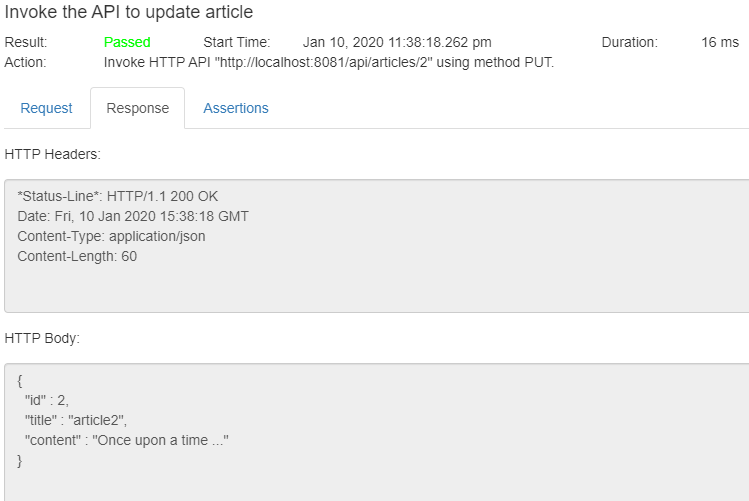 Invoke the API to update article
Result: Passed Start Time: Jan 10, 2020 11:38:18.262 pm Duration: 16 ms
Action: Invoke HTTP API "http://localhost:8081/api/articles/2" using method PUT.
Request Response Assertions
HTTP Headers:
*Status-Line*: HTTP/1.1 200 OK
Date: Fri, 10 Jan 2020 15:38:18 GMT
Content-Type: application/json
Content-Length: 60
HTTP Body:
{
"id" : 2,
"title" : "article2",
"content" : "Once upon a time ..."
}